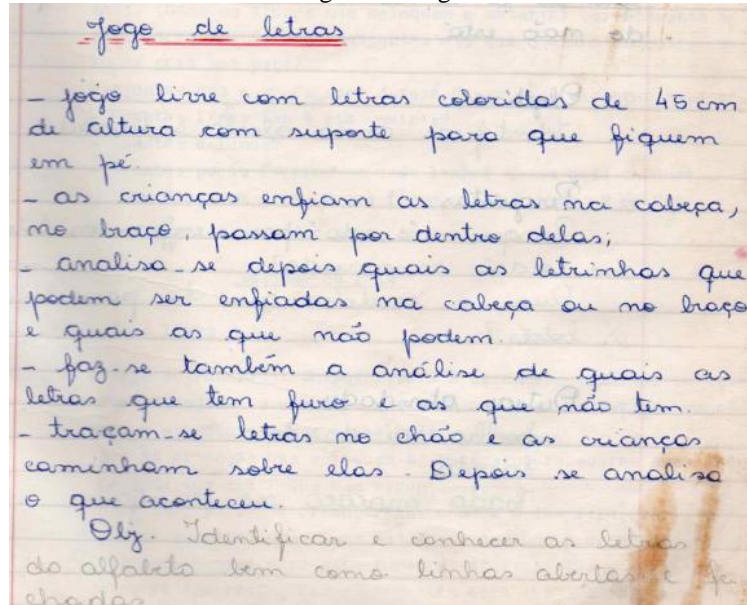 Jogo de letras
- jogo livre com letras coloridas de 45 cm
de altura com suporte para que fiquem
em pé.
- as crianças enfiam as letras na cabeça,
no braço, passam por dentro delas;
- analisa-se depois quais as letrinhas que
podem ser enfiadas na cabeça ou no braço
e quais as que não podem.
- faz-se também a análise de quais as
letras que tem furo e as que não tem.
- traçam-se letras no chão e as crianças
caminham sobre elas. Depois se analisa
o que aconteceu.
Obj. Identificar e conhecer as letras
do alfabeto bem como linhas abertas e fe
chadas